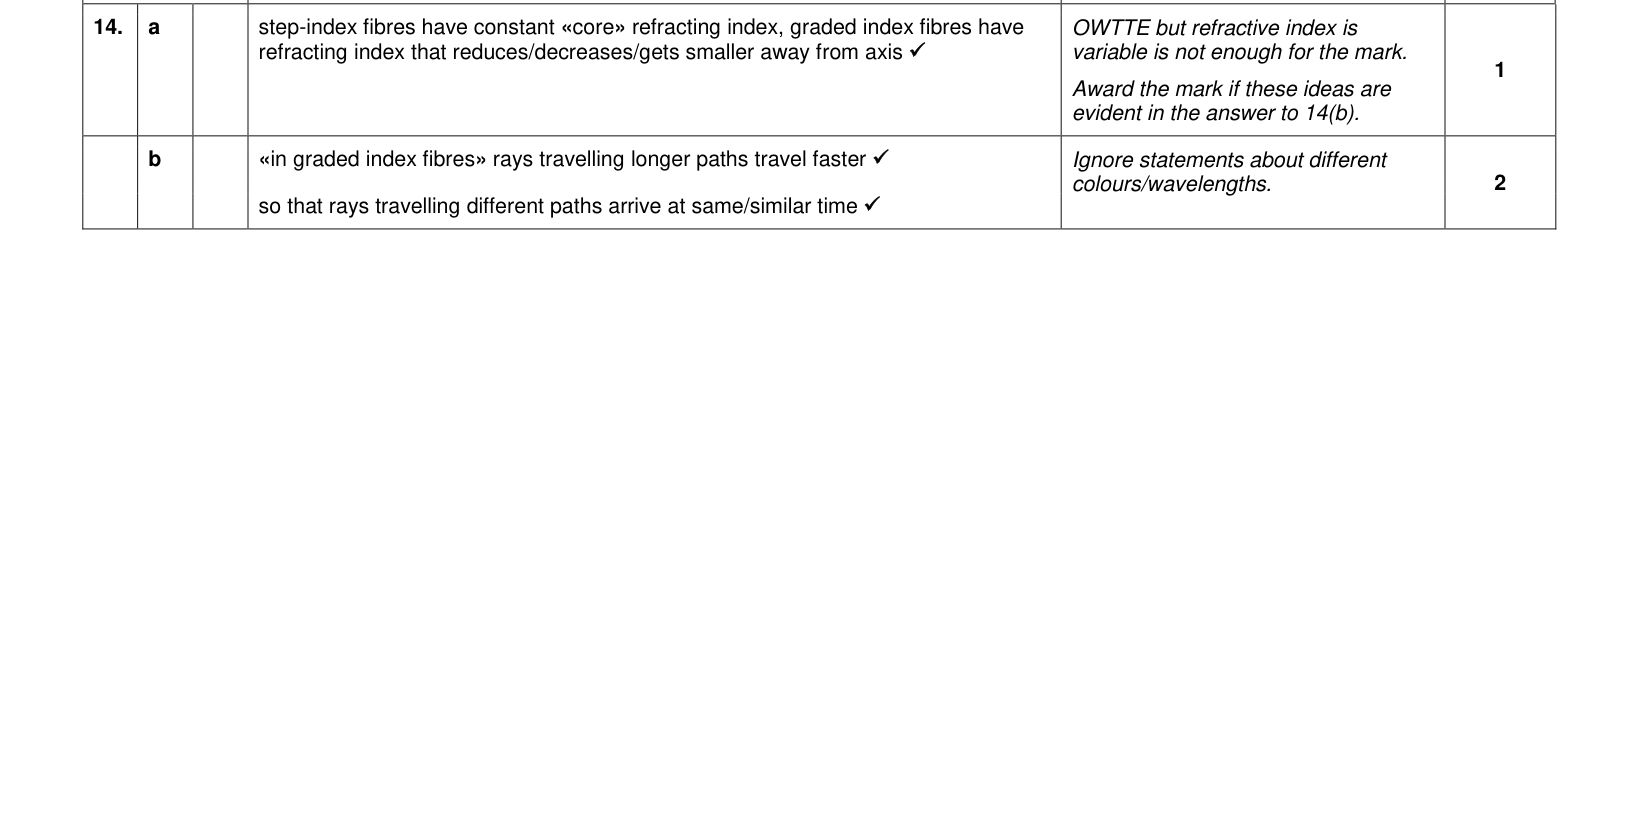 14. a step-index fibres have constant «core» refracting index, graded index fibres have
refracting index that reduces/decreases/gets smaller away from axis ✓
OWTTE but refractive index is
variable is not enough for the mark.
Award the mark if these ideas are
evident in the answer to 14(b).
1
b «in graded index fibres» rays travelling longer paths travel faster ✓
so that rays travelling different paths arrive at same/similar time ✓
Ignore statements about different
colours/wavelengths.
2